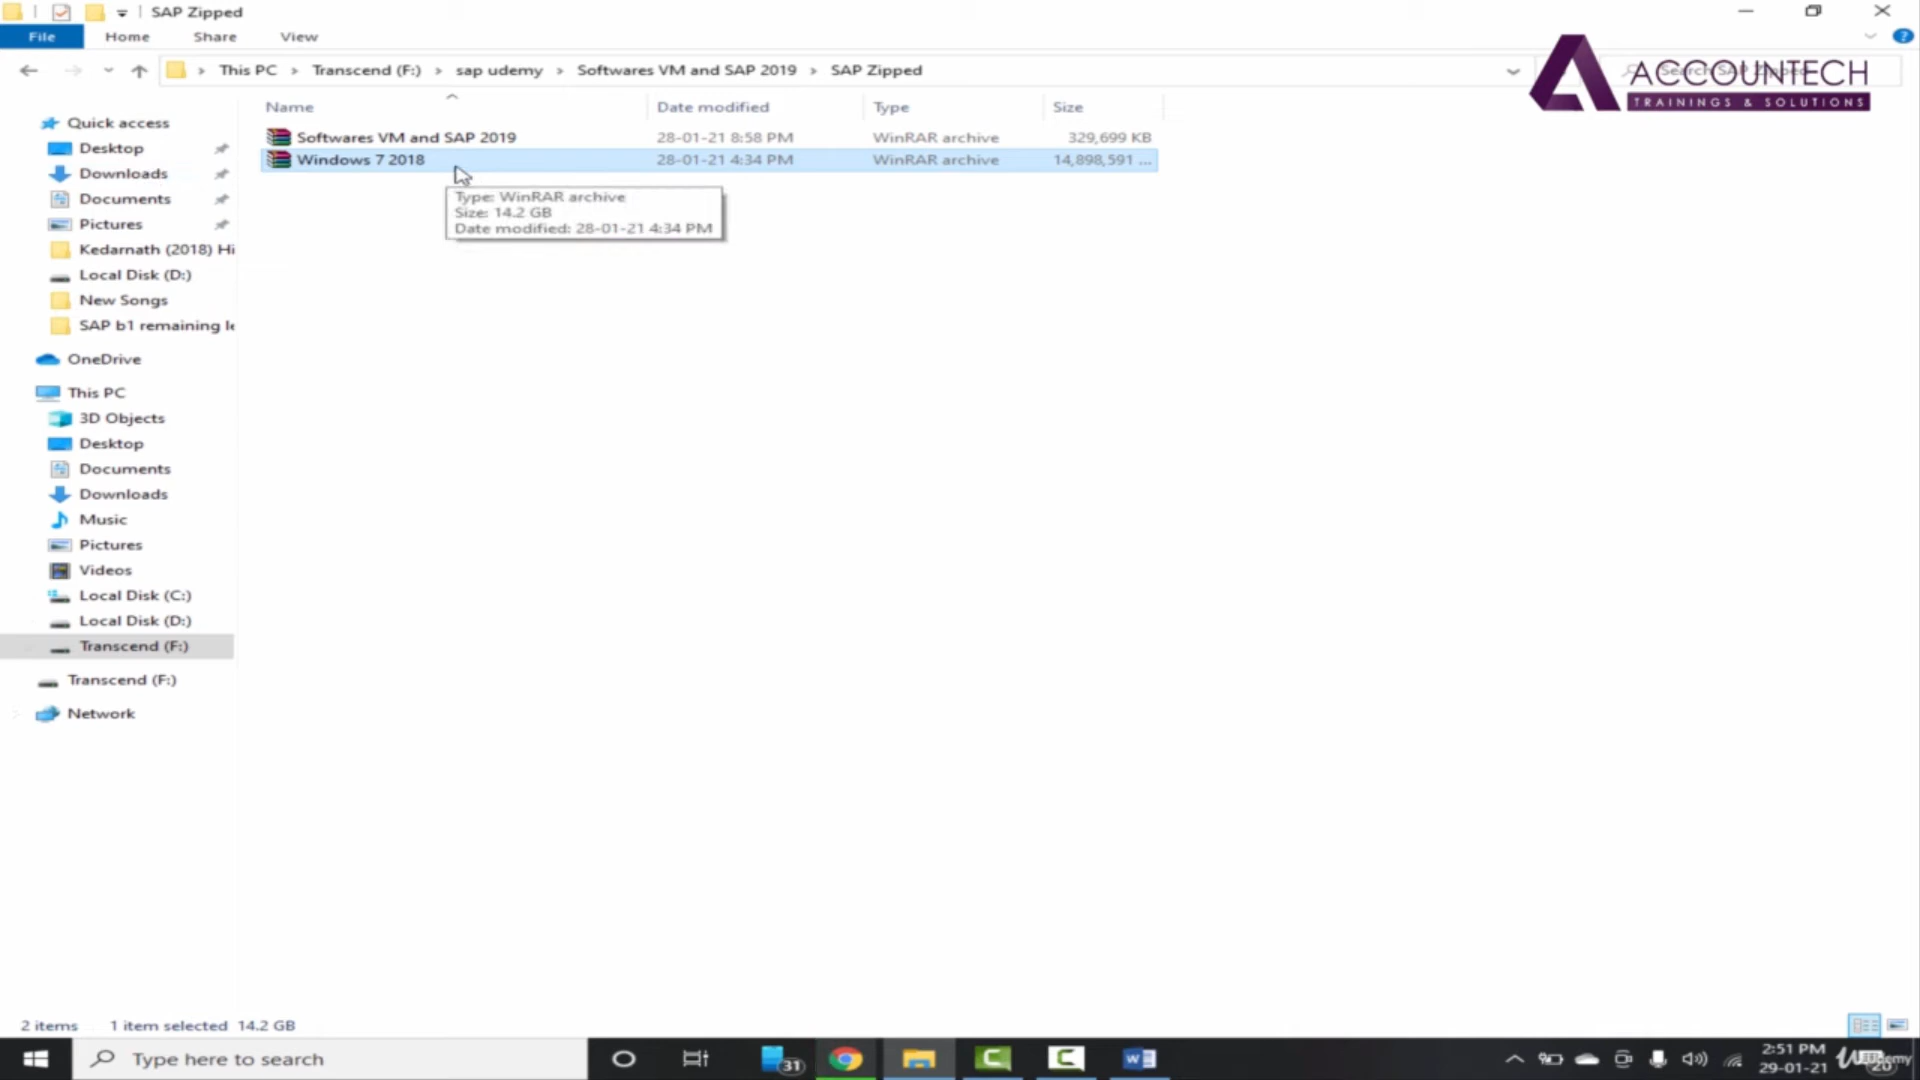 SAP Zipped
File Home Share View
This PC Transcend (F:) sap udemy Softwares VM and SAP 2019 SAP Zipped
ACCOUNTECH
TRAININGS & SOLUTIONS
Name Date modified Type Size
Softwares VM and SAP 2019 28-01-21 8:58 PM WinRAR archive 329,699 KB
Windows 7 2018 28-01-21 4:34 PM WinRAR archive 14,898,591 ...
Type: WinRAR archive
Size: 14.2 GB
Date modified: 28-01-21 4:34 PM
Quick access
Desktop
Downloads
Documents
Pictures
Kedarnath (2018) Hi
Local Disk (D:)
New Songs
SAP b1 remaining le
OneDrive
This PC
3D Objects
Desktop
Documents
Downloads
Music
Pictures
Videos
Local Disk (C:)
Local Disk (D:)
Transcend (F:)
Transcend (F:)
Network
2 items 1 item selected 14.2 GB
Type here to search
31
2:51 PM
29-01-21
20